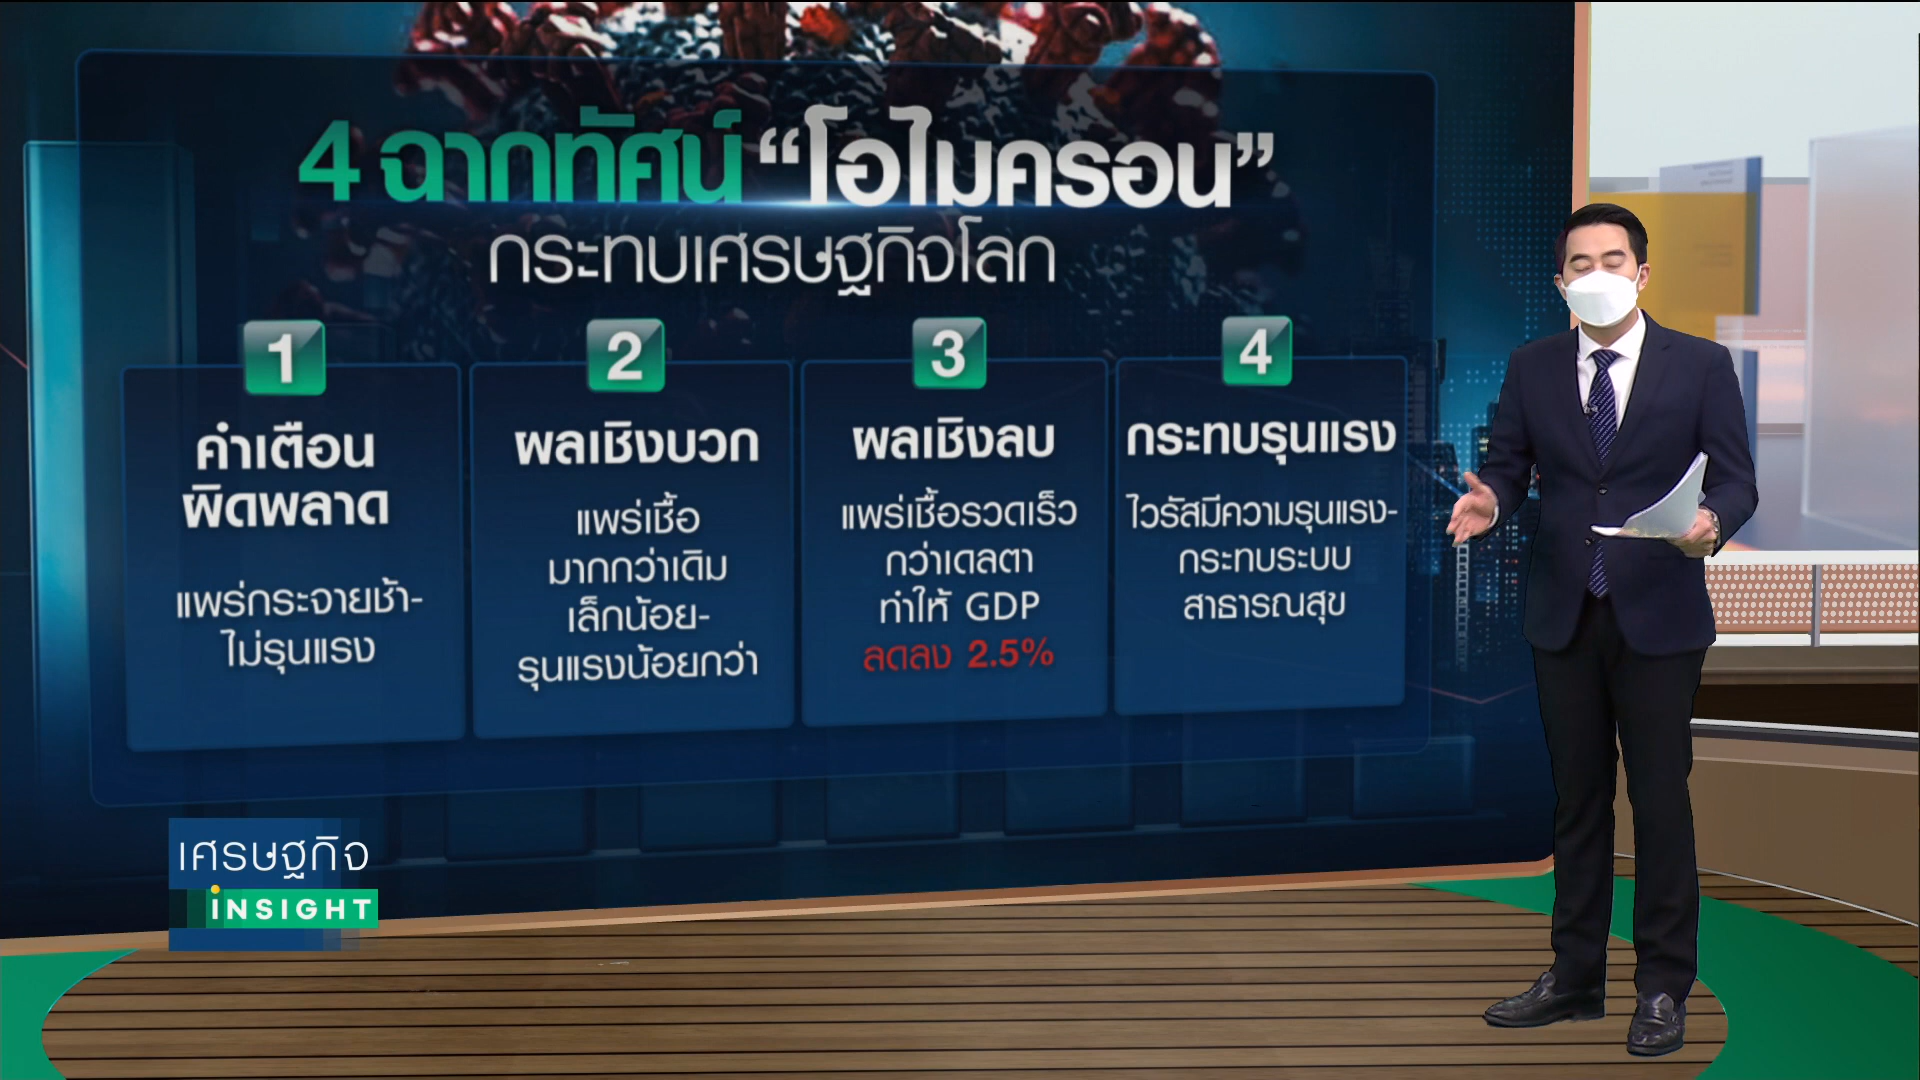 4 ฉากทัศน์ “โอไมครอน”
กระทบเศรษฐกิจโลก
1
คำเตือน
ผิดพลาด
แพร่กระจายช้า-
ไม่รุนแรง
2
ผลเชิงบวก
แพร่เชื้อ
มากกว่าเดิม
เล็กน้อย-
รุนแรงน้อยกว่า
3
ผลเชิงลบ
แพร่เชื้อรวดเร็ว
กว่าเดลตา
ทำให้ GDP
ลดลง 2.5%
4
กระทบรุนแรง
ไวรัสมีความรุนแรง-
กระทบระบบ
สาธารณสุข
เศรษฐกิจ
iNSIGHT